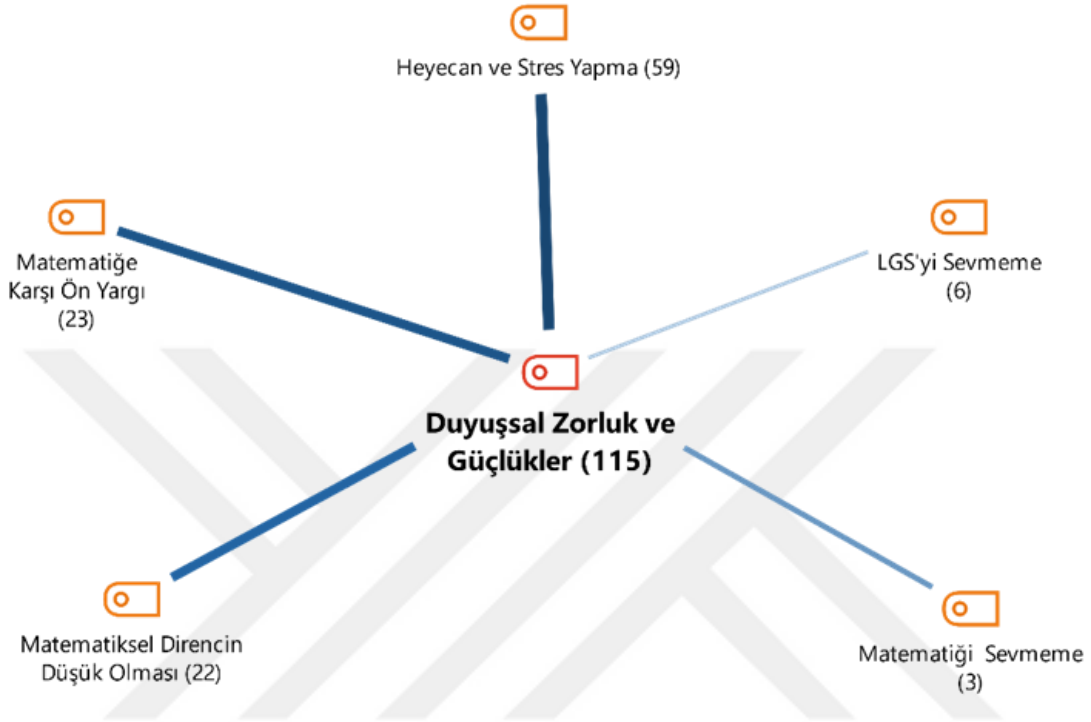 Heyecan ve Stres Yapma (59)
Matematiğe
Karşı Ön Yargı
(23)
LGS'yi Sevmeme
(6)
Duyuşsal Zorluk ve
Güçlükler (115)
Matematiksel Direncin
Düşük Olması (22)
Matematiği Sevmeme
(3)